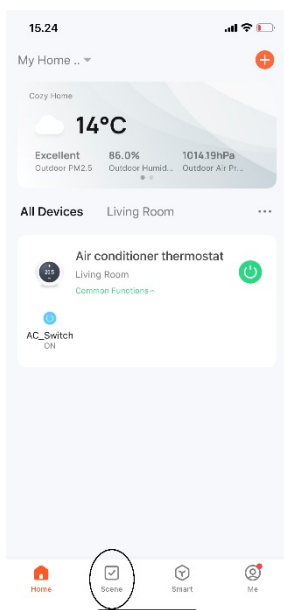 15.24
My Home ..
Cozy Home
14°C
Excellent 86.0% 1014.19hPa
Outdoor PM2.5 Outdoor Humid... Outdoor Air Pr...
All Devices Living Room ...
Air conditioner thermostat
Living Room
Common Functions
AC_Switch
ON
Home Scene Smart Me